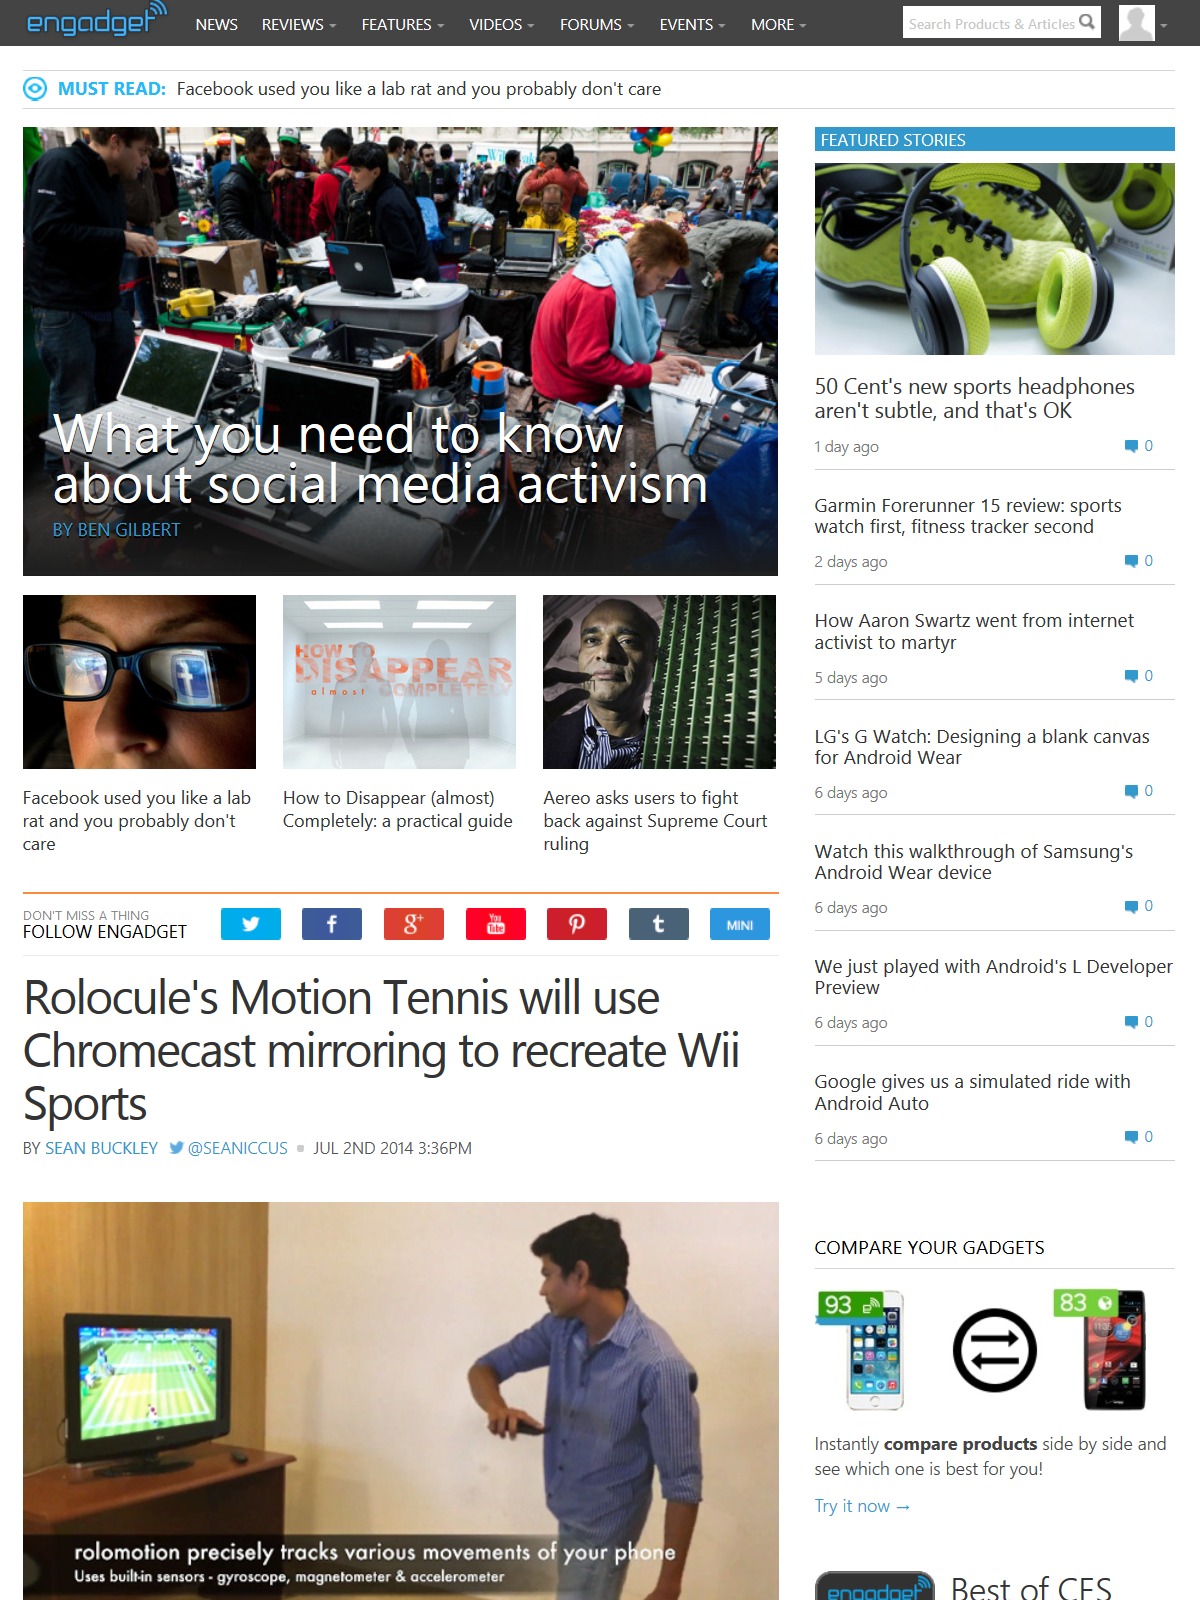 engadget
NEWS REVIEWS FEATURES VIDEOS FORUMS EVENTS MORE
Search Products & Articles
MUST READ: Facebook used you like a lab rat and you probably don't care
What you need to know
about social media activism
BY BEN GILBERT
HOW TO
DISAPPEAR
almost COMPLETELY
Facebook used you like a lab
rat and you probably don't
care
How to Disappear (almost)
Completely: a practical guide
Aereo asks users to fight
back against Supreme Court
ruling
DON'T MISS A THING
FOLLOW ENGADGET
f
g+
You
Tube
t
MINI
Rolocule's Motion Tennis will use
Chromecast mirroring to recreate Wii
Sports
BY SEAN BUCKLEY @SEANICCUS JUL 2ND 2014 3:36PM
rolomotion precisely tracks various movements of your phone
Uses built-in sensors - gyroscope, magnetometer & accelerometer
FEATURED STORIES
50 Cent's new sports headphones
aren't subtle, and that's OK
1 day ago 0
Garmin Forerunner 15 review: sports
watch first, fitness tracker second
2 days ago 0
How Aaron Swartz went from internet
activist to martyr
5 days ago 0
LG's G Watch: Designing a blank canvas
for Android Wear
6 days ago 0
Watch this walkthrough of Samsung's
Android Wear device
6 days ago 0
We just played with Android's L Developer
Preview
6 days ago 0
Google gives us a simulated ride with
Android Auto
6 days ago 0
COMPARE YOUR GADGETS
93 83
Instantly compare products side by side and
see which one is best for you!
Try it now →
engadget
Best of CES